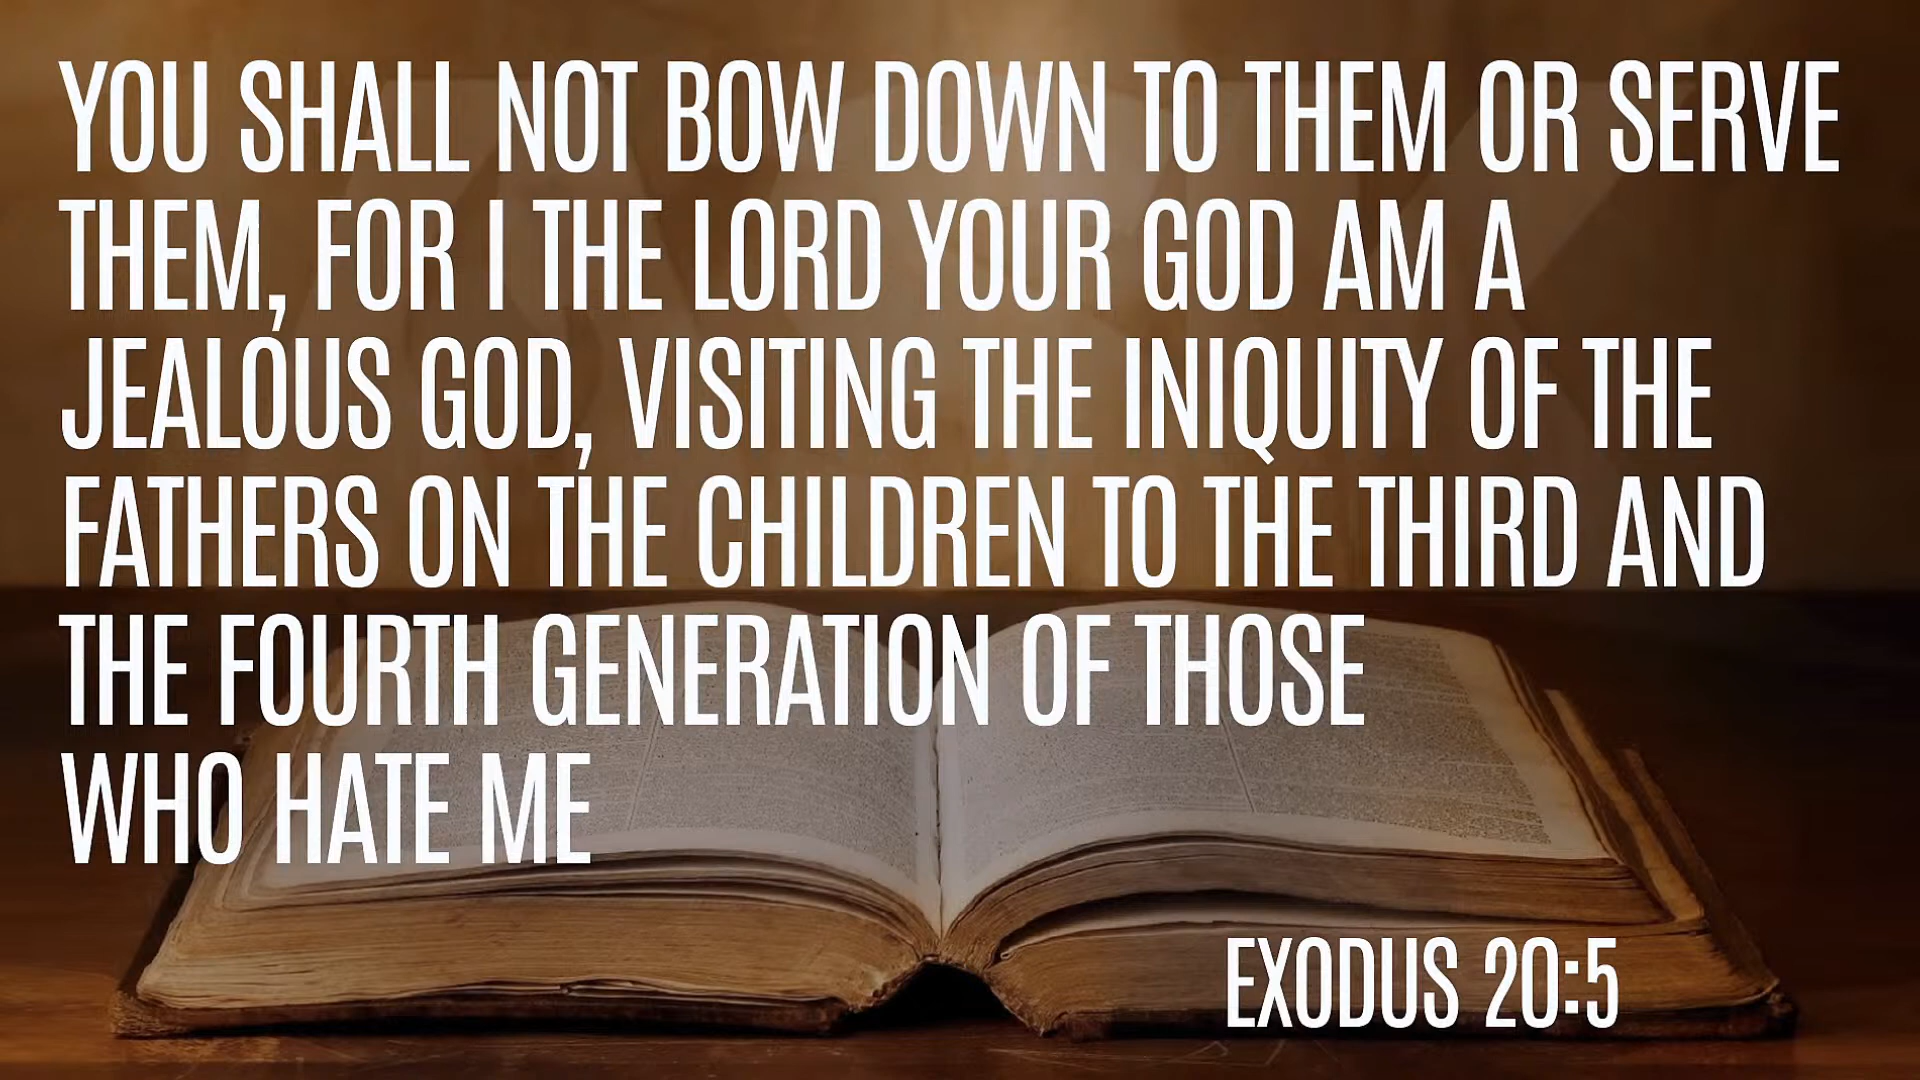 YOU SHALL NOT BOW DOWN TO THEM OR SERVE
THEM, FOR I THE LORD YOUR GOD AM A
JEALOUS GOD, VISITING THE INIQUITY OF THE
FATHERS ON THE CHILDREN TO THE THIRD AND
THE FOURTH GENERATION OF THOSE
WHO HATE ME
EXODUS 20:5